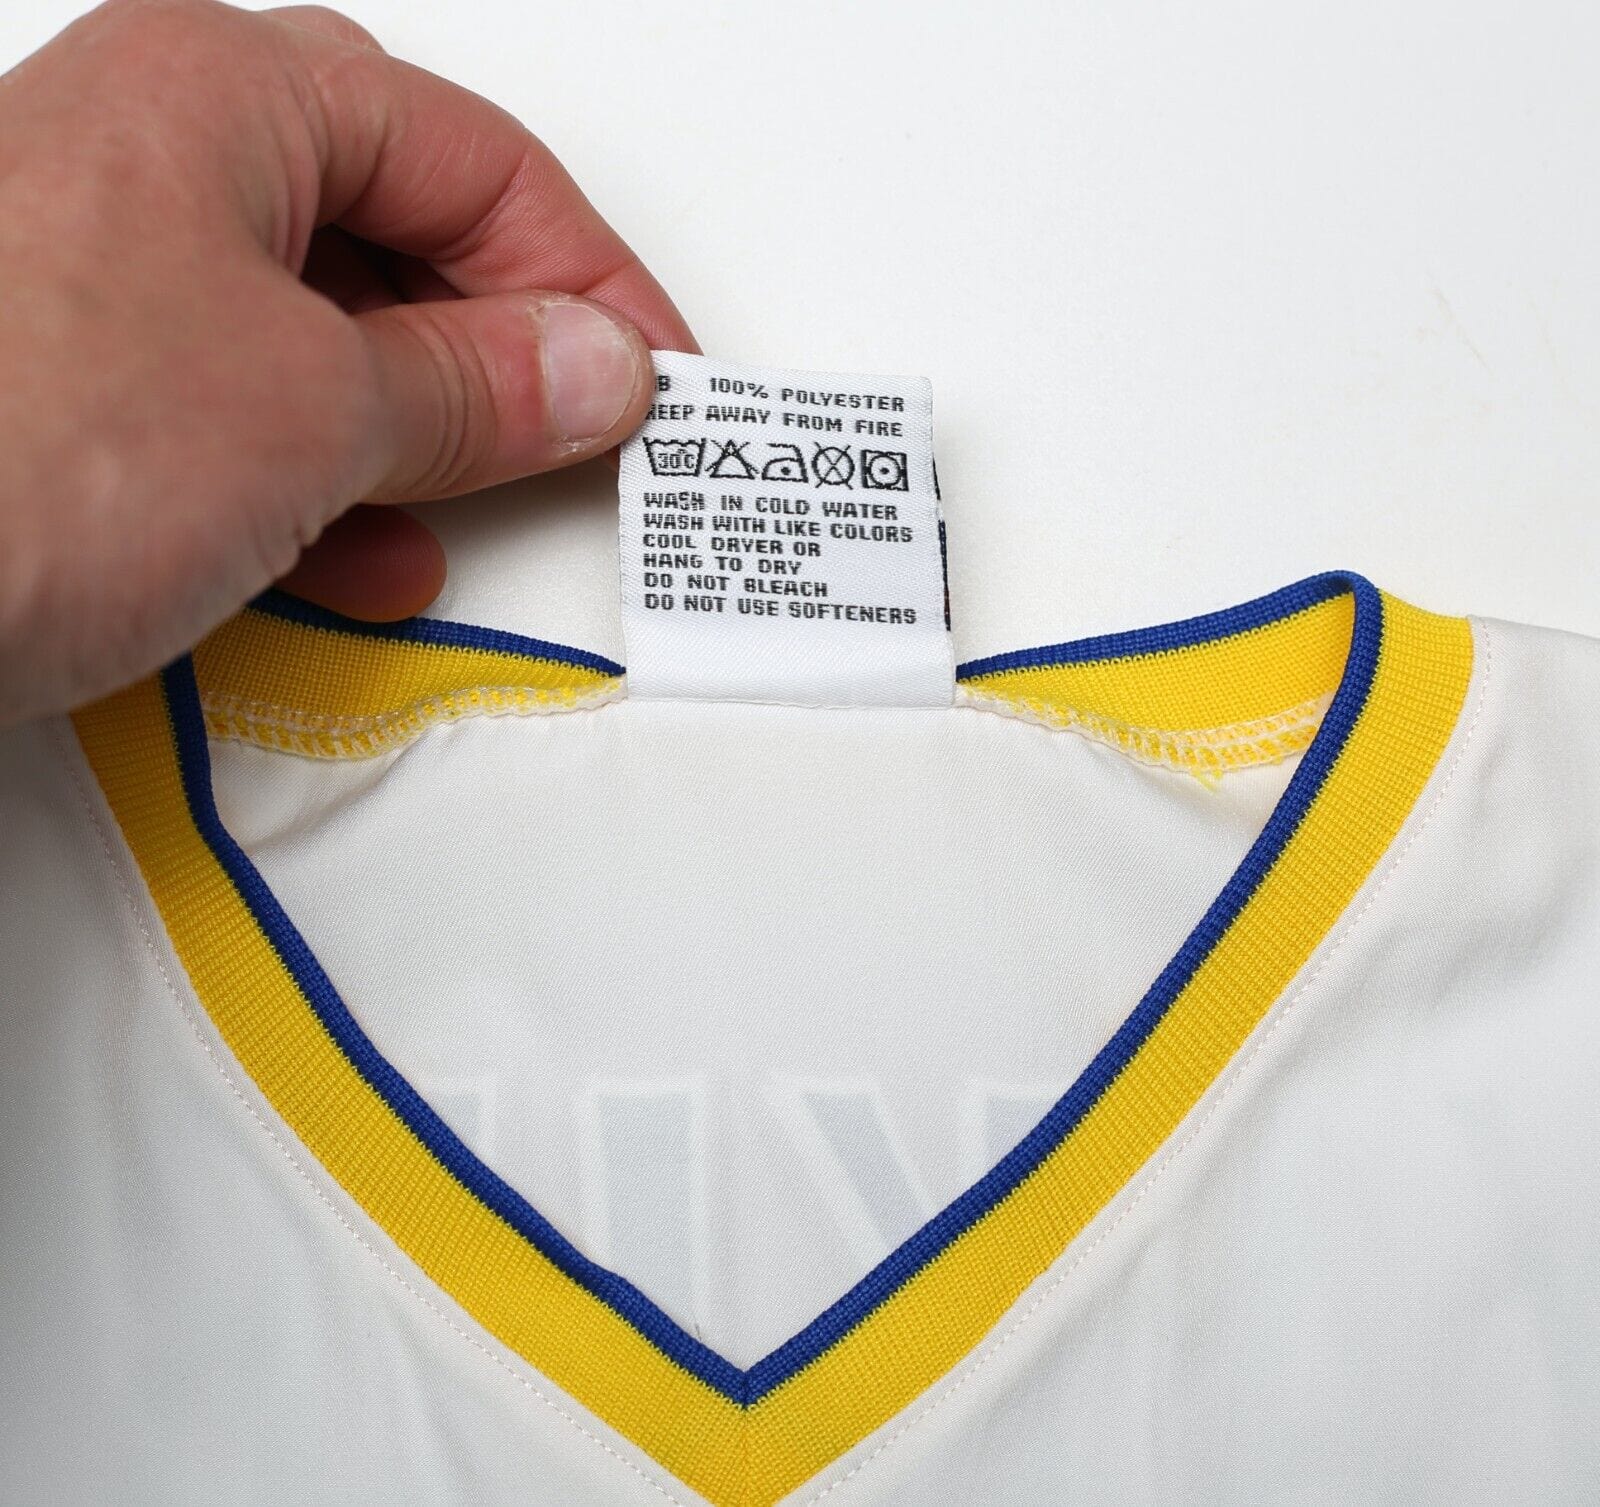 GB 100% POLYESTER
KEEP AWAY FROM FIRE
30°C
WASH IN COLD WATER
WASH WITH LIKE COLORS
COOL DRYER OR
HANG TO DRY
DO NOT BLEACH
DO NOT USE SOFTENERS